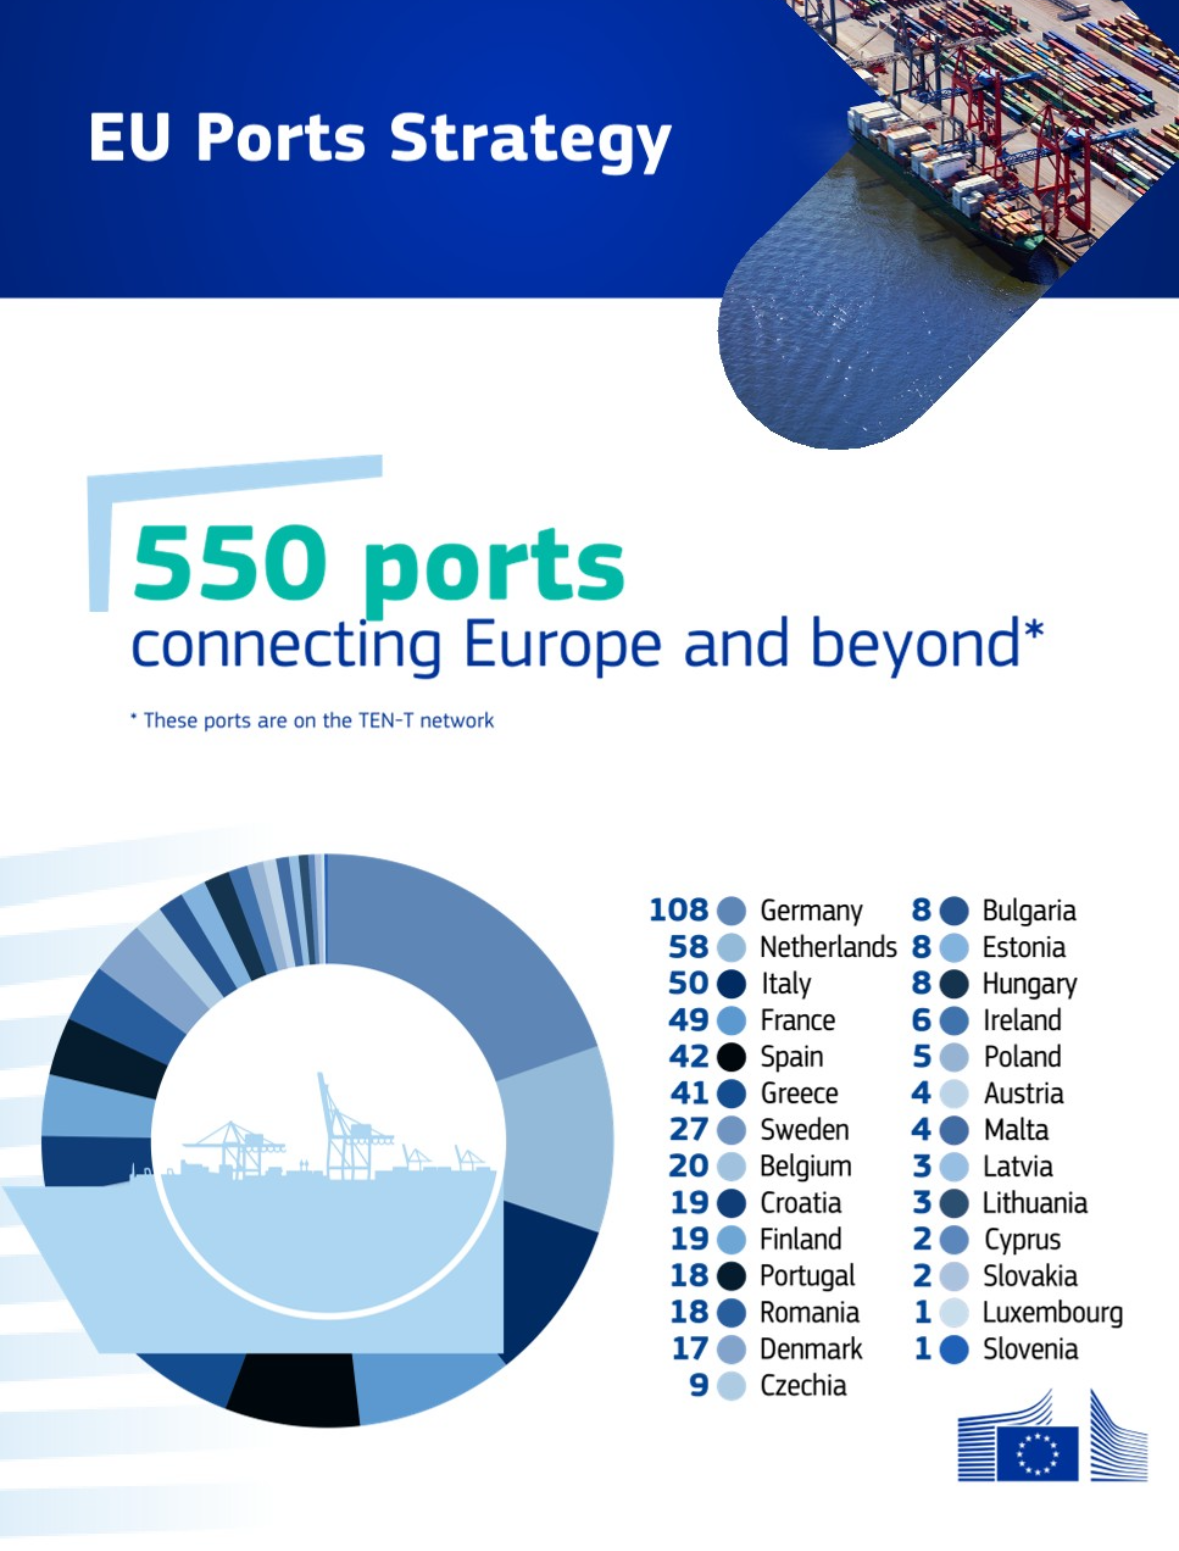 EU Ports Strategy
550 ports
connecting Europe and beyond*
* These ports are on the TEN-T network
108 Germany
58 Netherlands
50 Italy
49 France
42 Spain
41 Greece
27 Sweden
20 Belgium
19 Croatia
19 Finland
18 Portugal
18 Romania
17 Denmark
9 Czechia
8 Bulgaria
8 Estonia
8 Hungary
6 Ireland
5 Poland
4 Austria
4 Malta
3 Latvia
3 Lithuania
2 Cyprus
2 Slovakia
1 Luxembourg
1 Slovenia